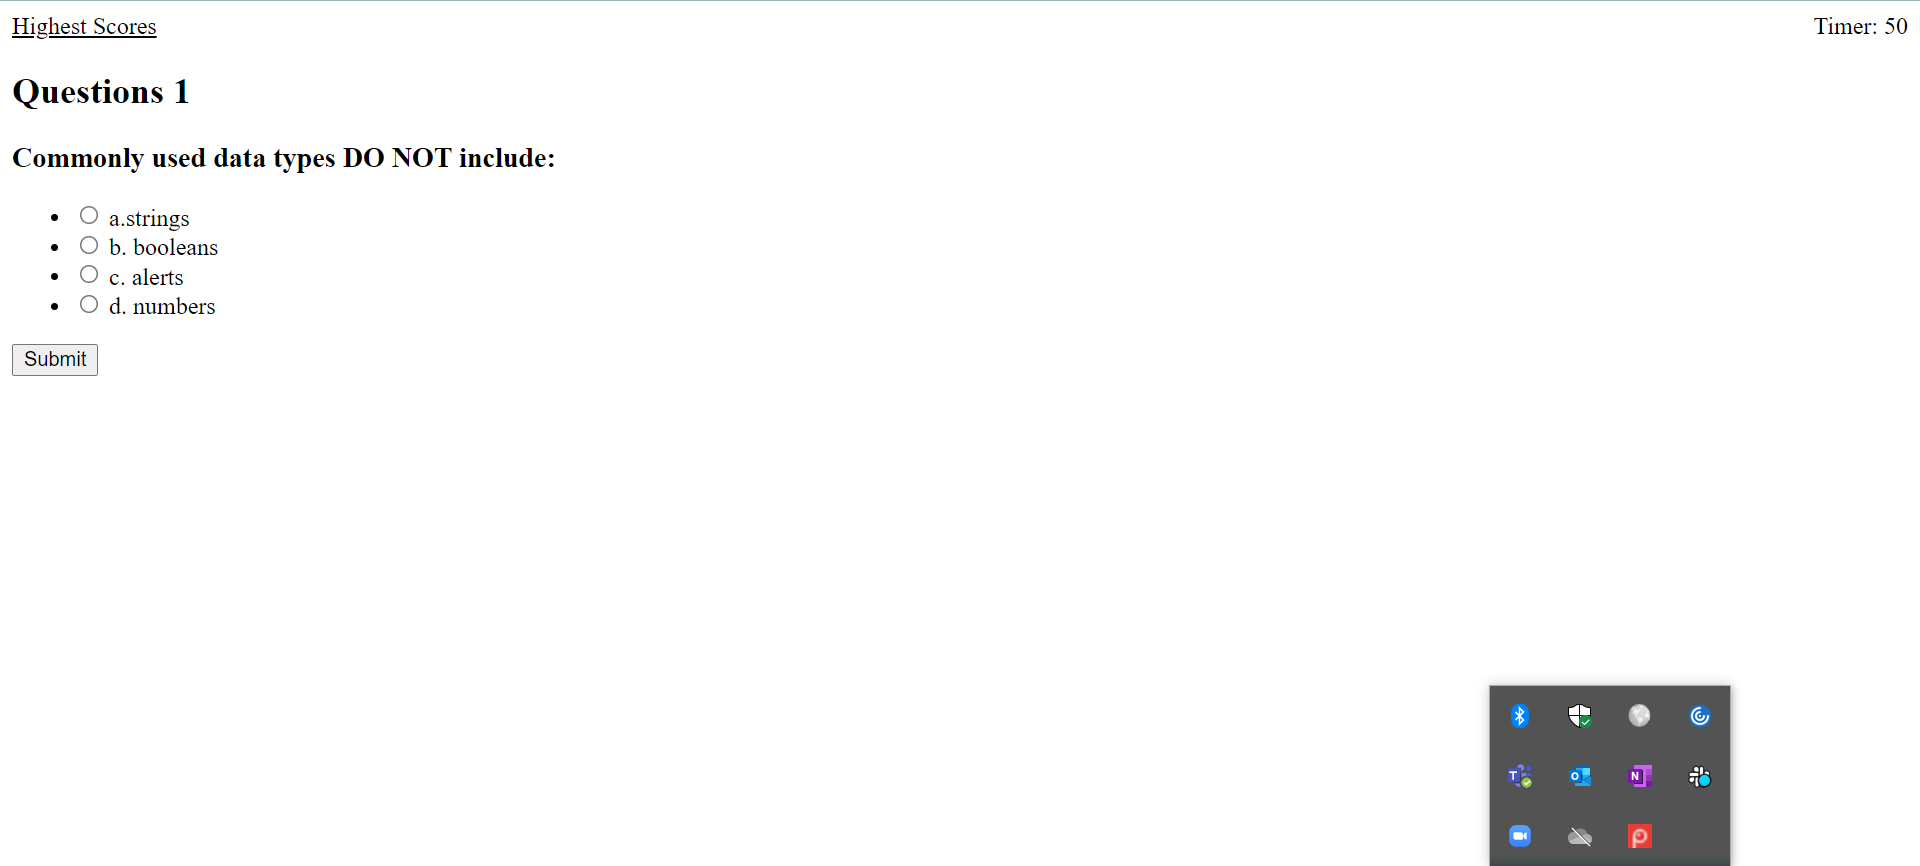 Highest Scores
Timer: 50
Questions 1
Commonly used data types DO NOT include:
a.strings
b. booleans
c. alerts
d. numbers
Submit